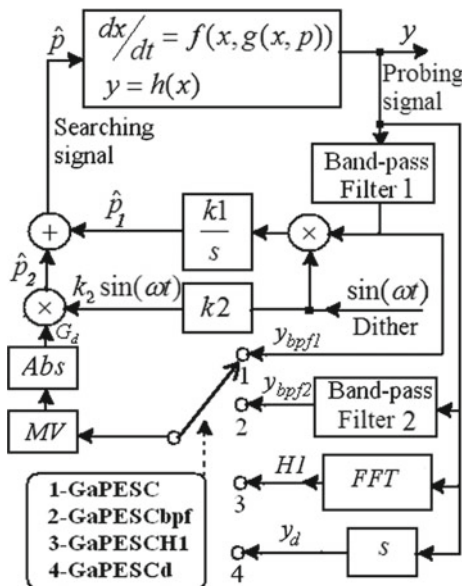 p̂
dx/dt = f(x, g(x, p))
y = h(x)
y
Probing
signal
Searching
signal
Band-pass
Filter 1
p̂1
k1
s
+
×
p̂2
k2 sin(ωt)
k2
sin(ωt)
Dither
×
Gd
ybpf1
Abs
1
ybpf2
Band-pass
Filter 2
MV
2
H1
FFT
3
1-GaPESC
2-GaPESCbpf
3-GaPESCH1
4-GaPESCd
yd
s
4